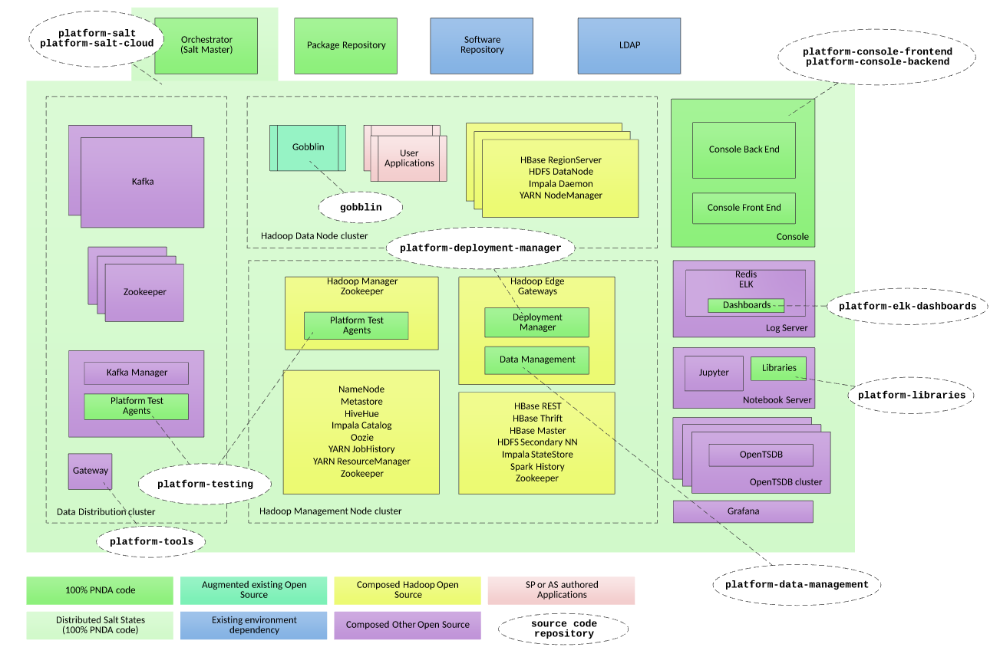 platform-salt
platform-salt-cloud
Orchestrator
(Salt Master)
Package Repository
Software
Repository
LDAP
platform-console-frontend
platform-console-backend
Kafka
Zookeeper
Kafka Manager
Platform Test
Agents
Gateway
Data Distribution cluster
platform-tools
platform-testing
Gobblin
User
Applications
HBase RegionServer
HDFS DataNode
Impala Daemon
YARN NodeManager
gobblin
Hadoop Data Node cluster
platform-deployment-manager
Hadoop Manager
Zookeeper
Platform Test
Agents
Hadoop Edge
Gateways
Deployment
Manager
Data Management
NameNode
Metastore
HiveHue
Impala Catalog
Oozie
YARN JobHistory
YARN ResourceManager
Zookeeper
HBase REST
HBase Thrift
HBase Master
HDFS Secondary NN
Impala StateStore
Spark History
Zookeeper
Hadoop Management Node cluster
Console Back End
Console Front End
Console
Redis
ELK
Dashboards
Log Server
platform-elk-dashboards
Jupyter
Libraries
Notebook Server
platform-libraries
OpenTSDB
OpenTSDB cluster
Grafana
platform-data-management
100% PNDA code
Augmented existing Open
Source
Composed Hadoop Open
Source
SP or AS authored
Applications
Distributed Salt States
(100% PNDA code)
Existing environment
dependency
Composed Other Open Source
source code
repository